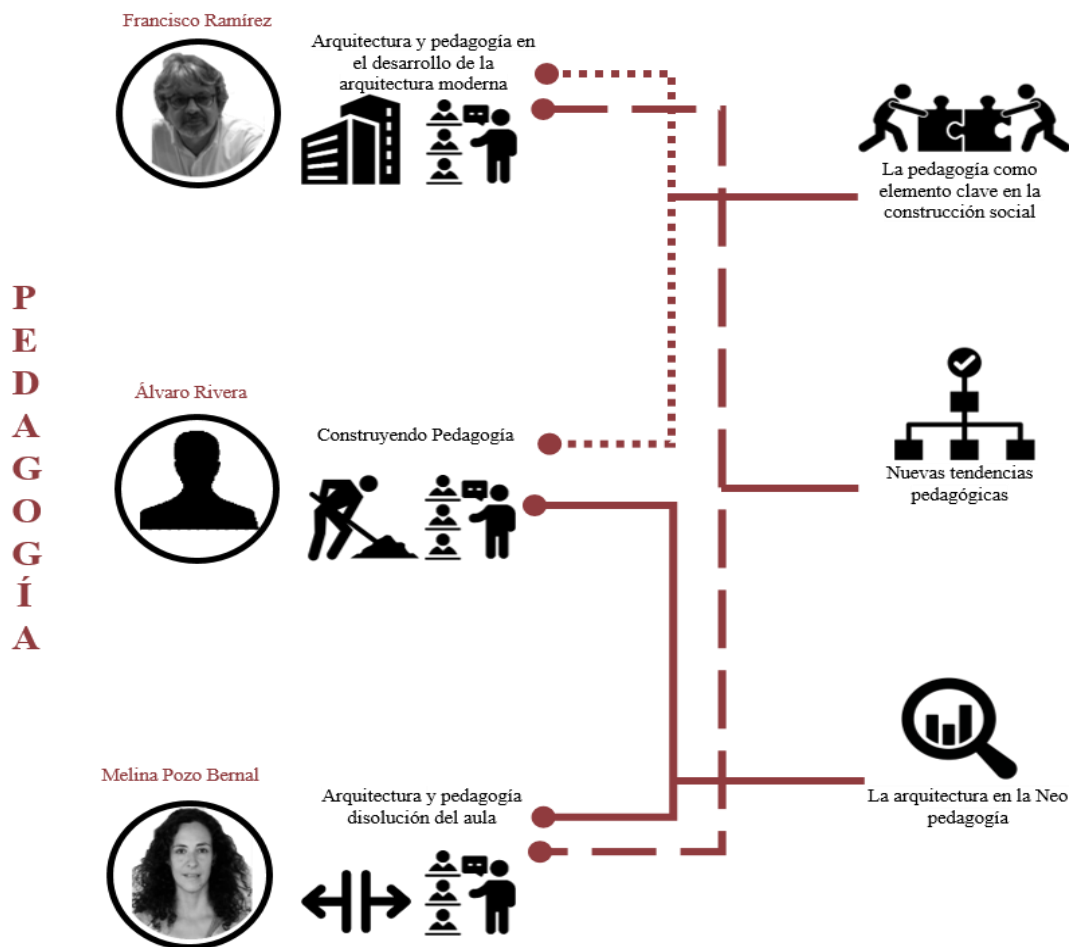 PEDAGOGÍA
Francisco Ramírez
Arquitectura y pedagogía en
el desarrollo de la
arquitectura moderna
La pedagogía como
elemento clave en la
construcción social
Álvaro Rivera
Construyendo Pedagogía
Nuevas tendencias
pedagógicas
Melina Pozo Bernal
Arquitectura y pedagogía
disolución del aula
La arquitectura en la Neo
pedagogía